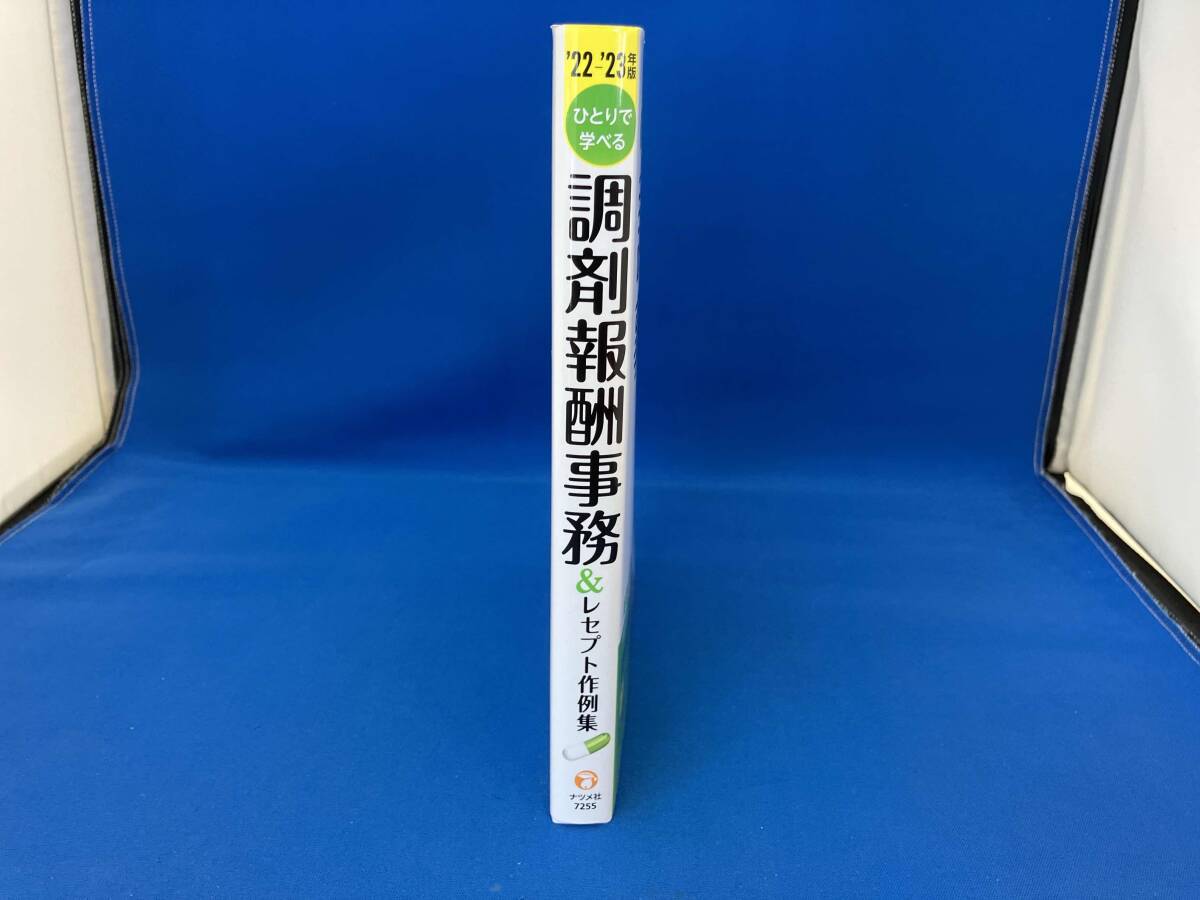 '22-'23年版
ひとりで
学べる
調剤報酬事務
&レセプト作例集
ナツメ社
7255